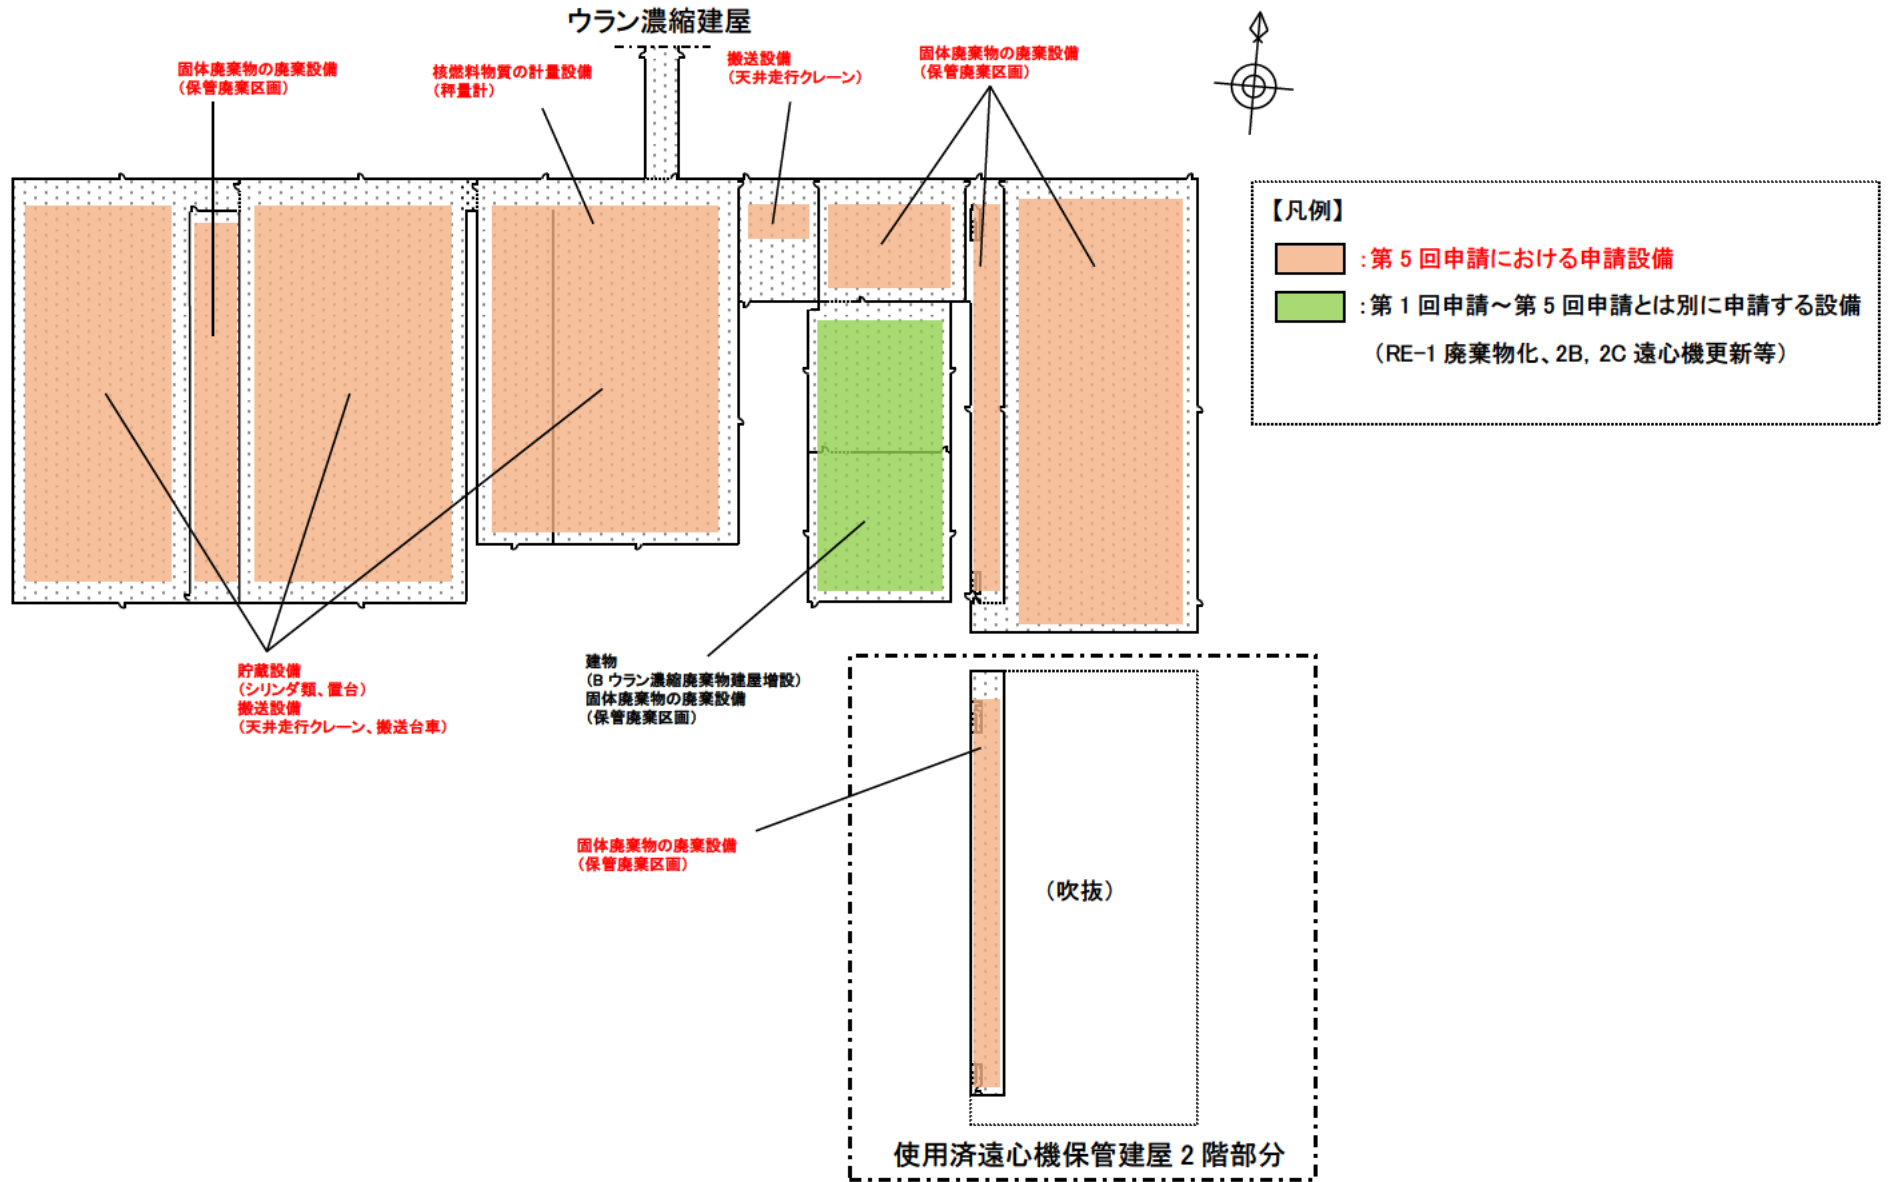 ウラン濃縮建屋
固体廃棄物の廃棄設備
（保管廃棄区画）
核燃料物質の計量設備
（秤量計）
搬送設備
（天井走行クレーン）
固体廃棄物の廃棄設備
（保管廃棄区画）
【凡例】
：第５回申請における申請設備
：第１回申請～第５回申請とは別に申請する設備
（RE-1 廃棄物化、2B, 2C 遠心機更新等）
貯蔵設備
（シリンダ類、置台）
搬送設備
（天井走行クレーン、搬送台車）
建物
（B ウラン濃縮廃棄物建屋増設）
固体廃棄物の廃棄設備
（保管廃棄区画）
固体廃棄物の廃棄設備
（保管廃棄区画）
（吹抜）
使用済遠心機保管建屋 2 階部分